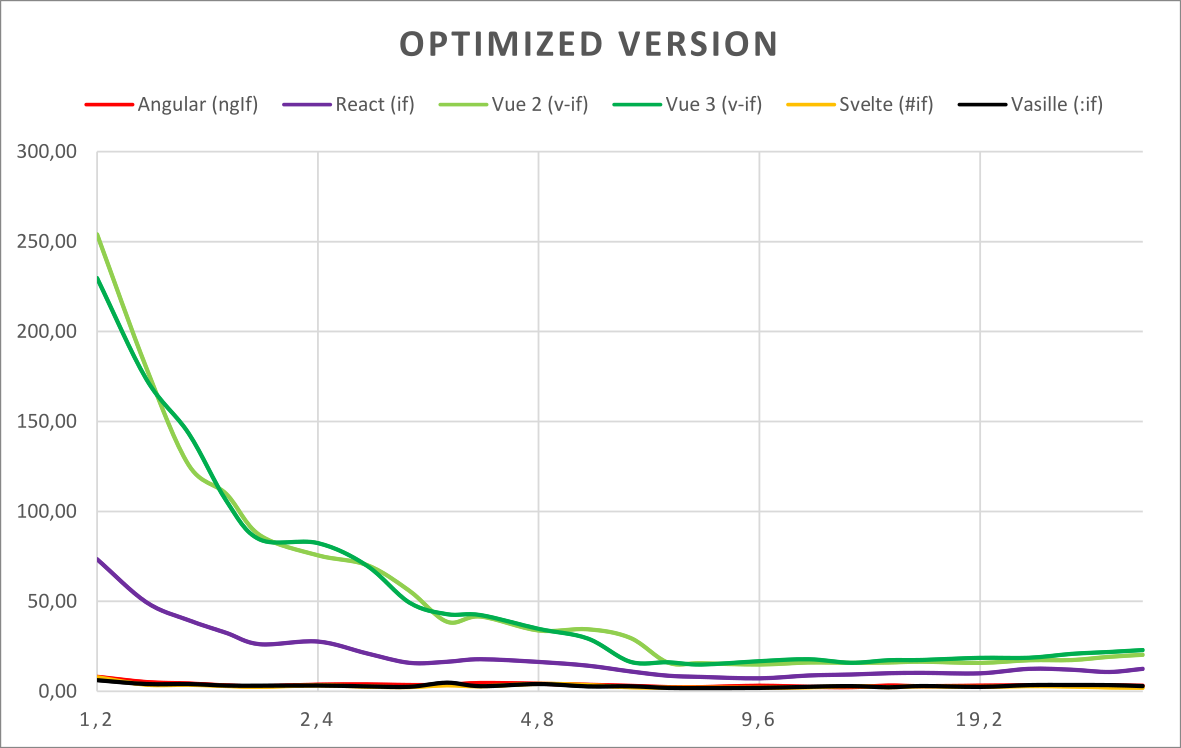 OPTIMIZED VERSION
Angular (ngIf) React (if) Vue 2 (v-if) Vue 3 (v-if) Svelte (#if) Vasille (:if)
300,00
250,00
200,00
150,00
100,00
50,00
0,00
1,2 2,4 4,8 9,6 19,2